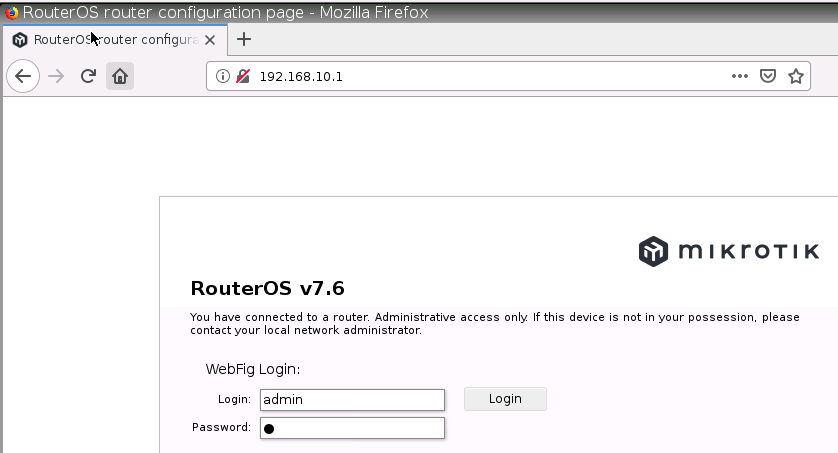 RouterOS router configuration page - Mozilla Firefox
RouterOS router configura
192.168.10.1
mikrotik
RouterOS v7.6
You have connected to a router. Administrative access only. If this device is not in your possession, please
contact your local network administrator.
WebFig Login:
Login: admin Login
Password: ●